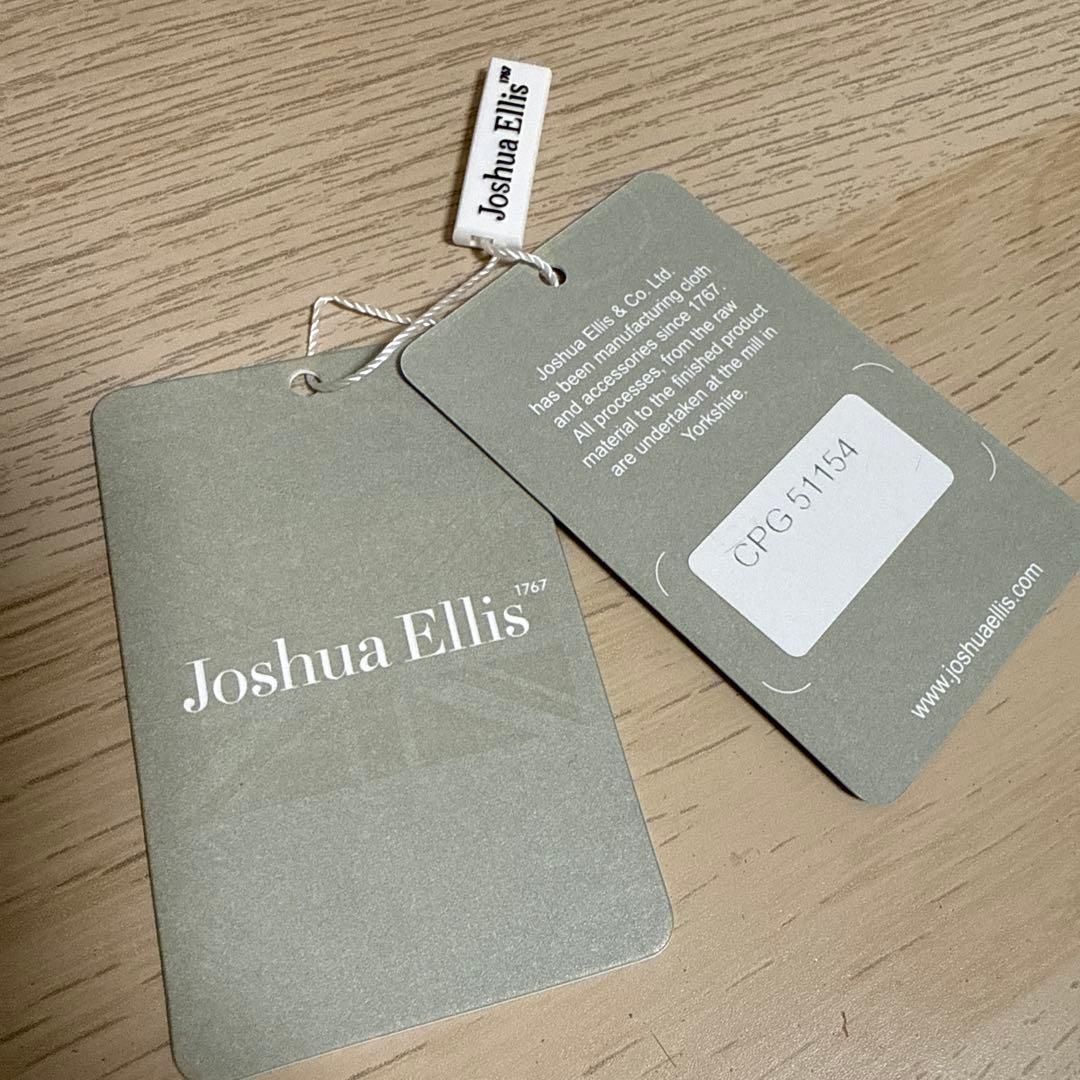 Joshua Ellis 1767
Joshua Ellis & Co. Ltd.
has been manufacturing cloth
and accessories since 1767.
All processes, from the raw
material to the finished product
are undertaken at the mill in
Yorkshire.
CPG 51154
www.joshuaellis.com
Joshua Ellis 1767